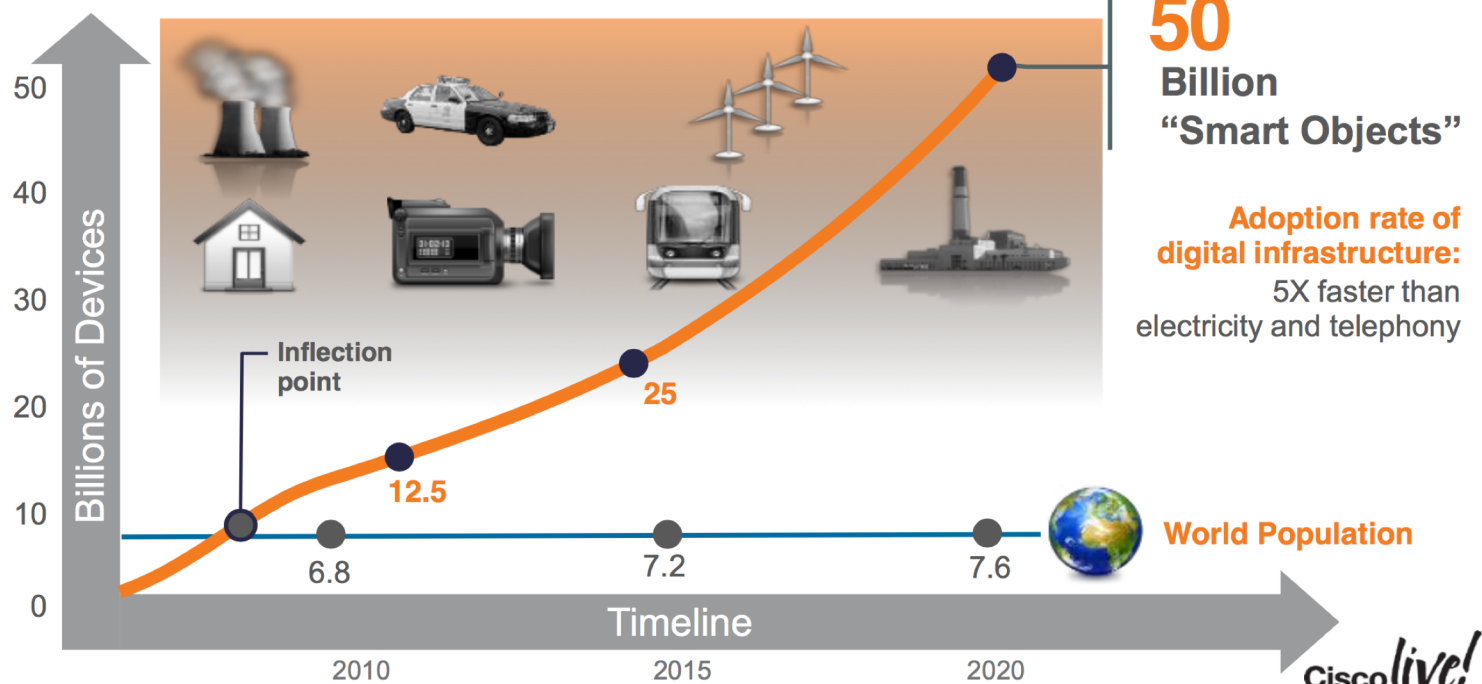 50
Billion
“Smart Objects”
50
40
30
20
10
0
Billions of Devices
Adoption rate of
digital infrastructure:
5X faster than
electricity and telephony
Inflection
point
25
12.5
World Population
6.8
7.2
7.6
Timeline
2010
2015
2020
Cisco live!